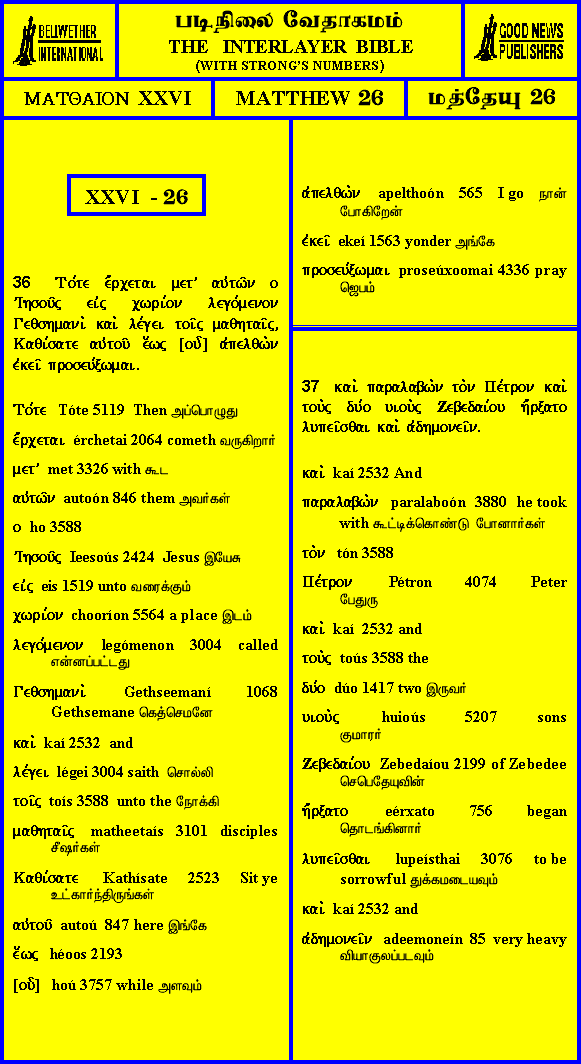 BELLWETHER
INTERNATIONAL
படிநிலை வேதாகமம்
THE INTERLAYER BIBLE
(WITH STRONG'S NUMBERS)
GOOD NEWS
PUBLISHERS
ΜΑΤΘΑΙΟΝ XXVI
MATTHEW 26
மத்தேயு 26
XXVI - 26
36 Τότε ἔρχεται μετ’ αὐτῶν ο
Ἰησοῦς εἰς χωρίον λεγόμενον
Γεθσημανὶ καὶ λέγει τοῖς μαθηταῖς,
Καθίσατε αὐτοῦ ἕως [οὗ] ἀπελθὼν
ἐκεῖ προσεύξωμαι.
Τότε Tóte 5119 Then அப்பொழுது
ἔρχεται érchetai 2064 cometh வருகிறார்
μετ’ met 3326 with கூட
αὐτῶν autoón 846 them அவர்கள்
ο ho 3588
Ἰησοῦς Ieesoús 2424 Jesus இயேசு
εἰς eis 1519 unto வரைக்கும்
χωρίον chooríon 5564 a place இடம்
λεγόμενον legómenon 3004 called
என்னப்பட்டது
Γεθσημανὶ Gethseemaní 1068
Gethsemane கெத்செமனே
καὶ kaí 2532 and
λέγει légei 3004 saith சொல்லி
τοῖς toís 3588 unto the நோக்கி
μαθηταῖς matheetaís 3101 disciples
சீஷர்கள்
Καθίσατε Kathísate 2523 Sit ye
உட்கார்ந்திருங்கள்
αὐτοῦ autoú 847 here இங்கே
ἕως héoos 2193
[οὗ] hoú 3757 while அளவும்
ἀπελθὼν apelthoón 565 I go நான்
போகிறேன்
ἐκεῖ ekeí 1563 yonder அங்கே
προσεύξωμαι proseúxoomai 4336 pray
ஜெபம்
37 καὶ παραλαβὼν τὸν Πέτρον καὶ
τοὺς δύο υιοὺς Ζεβεδαίου ἤρξατο
λυπεῖσθαι καὶ ἀδημονεῖν.
καὶ kaí 2532 And
παραλαβὼν paralaboón 3880 he took
with கூட்டிக்கொண்டு போனார்கள்
τὸν tón 3588
Πέτρον Pétron 4074 Peter
பேதுரு
καὶ kaí 2532 and
τοὺς toús 3588 the
δύο dúo 1417 two இருவர்
υιοὺς huioús 5207 sons
குமாரர்
Ζεβεδαίου Zebedaíou 2199 of Zebedee
செபெதேயுவின்
ἤρξατο eérxato 756 began
தொடங்கினார்
λυπεῖσθαι lupeísthai 3076 to be
sorrowful துக்கமடையவும்
καὶ kaí 2532 and
ἀδημονεῖν adeemoneín 85 very heavy
வியாகுலப்படவும்